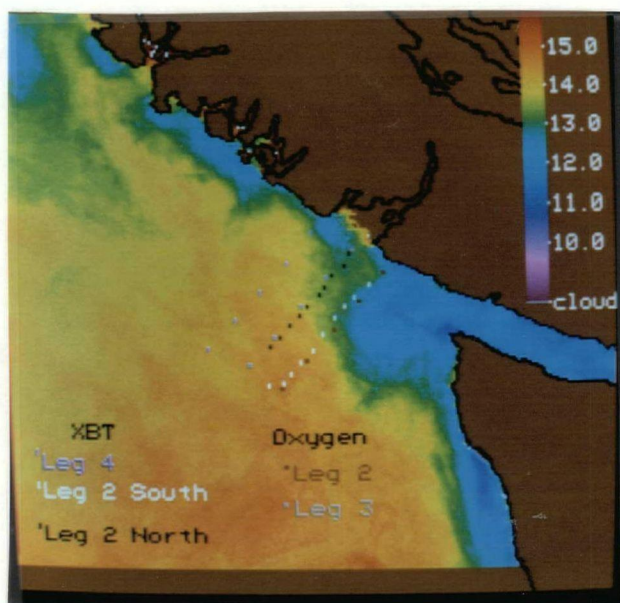 15.0
14.0
13.0
12.0
11.0
10.0
cloud
XBT
'Leg 4
'Leg 2 South
'Leg 2 North
Oxygen
'Leg 2
'Leg 3